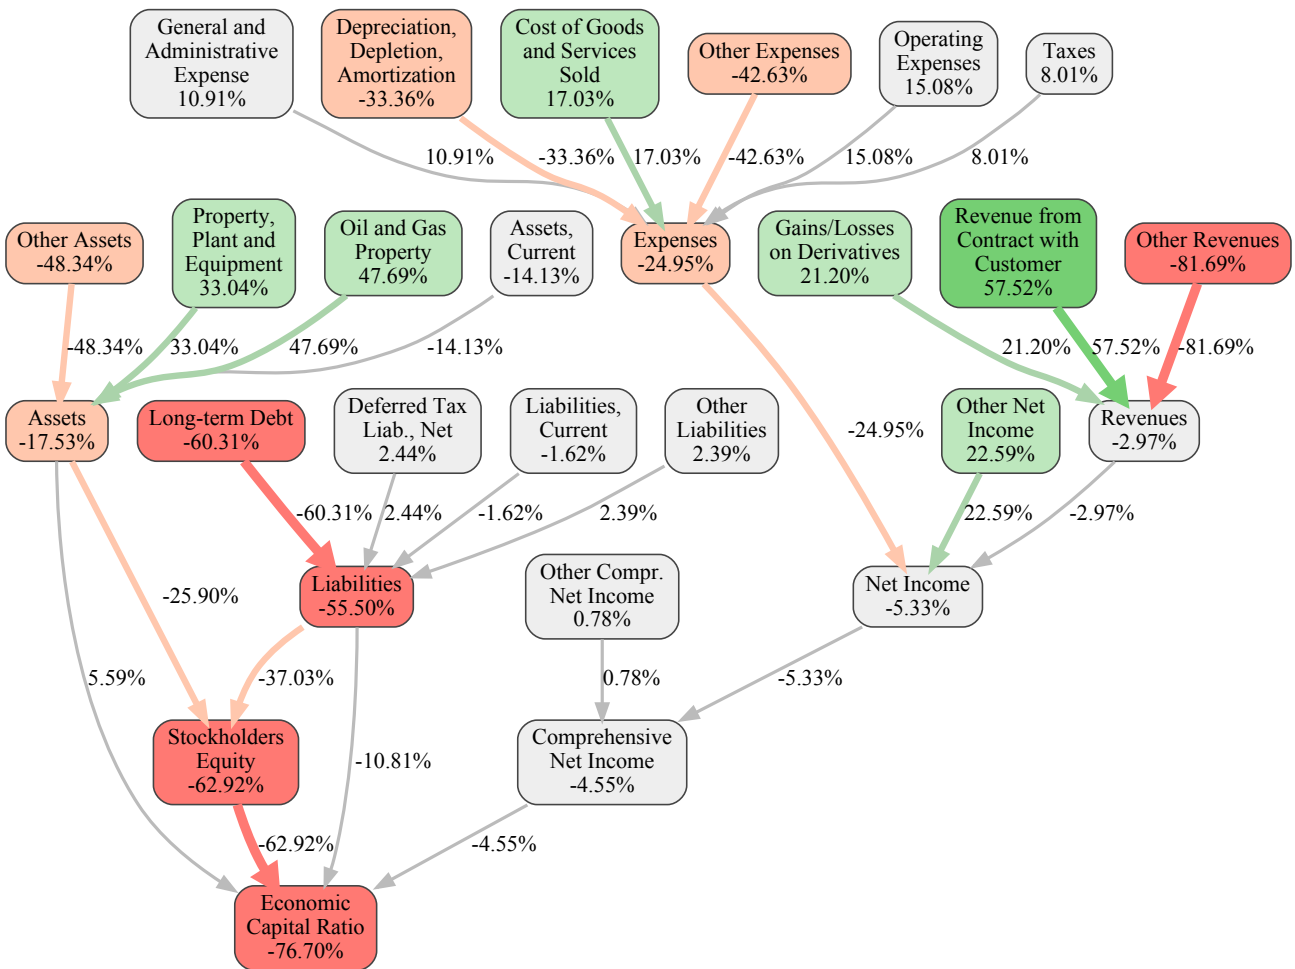 General and
Administrative
Expense
10.91%
Depreciation,
Depletion,
Amortization
-33.36%
Cost of Goods
and Services
Sold
17.03%
Other Expenses
-42.63%
Operating
Expenses
15.08%
Taxes
8.01%
10.91%
-33.36%
17.03%
-42.63%
15.08%
8.01%
Other Assets
-48.34%
Property,
Plant and
Equipment
33.04%
Oil and Gas
Property
47.69%
Assets,
Current
-14.13%
Expenses
-24.95%
Gains/Losses
on Derivatives
21.20%
Revenue from
Contract with
Customer
57.52%
Other Revenues
-81.69%
-48.34%
33.04%
47.69%
-14.13%
21.20%
57.52%
-81.69%
Assets
-17.53%
Long-term Debt
-60.31%
Deferred Tax
Liab., Net
2.44%
Liabilities,
Current
-1.62%
Other
Liabilities
2.39%
-24.95%
Other Net
Income
22.59%
Revenues
-2.97%
-60.31%
2.44%
-1.62%
2.39%
22.59%
-2.97%
Liabilities
-55.50%
Other Compr.
Net Income
0.78%
Net Income
-5.33%
-25.90%
5.59%
-37.03%
0.78%
-5.33%
Stockholders
Equity
-62.92%
-10.81%
Comprehensive
Net Income
-4.55%
-62.92%
-4.55%
Economic
Capital Ratio
-76.70%